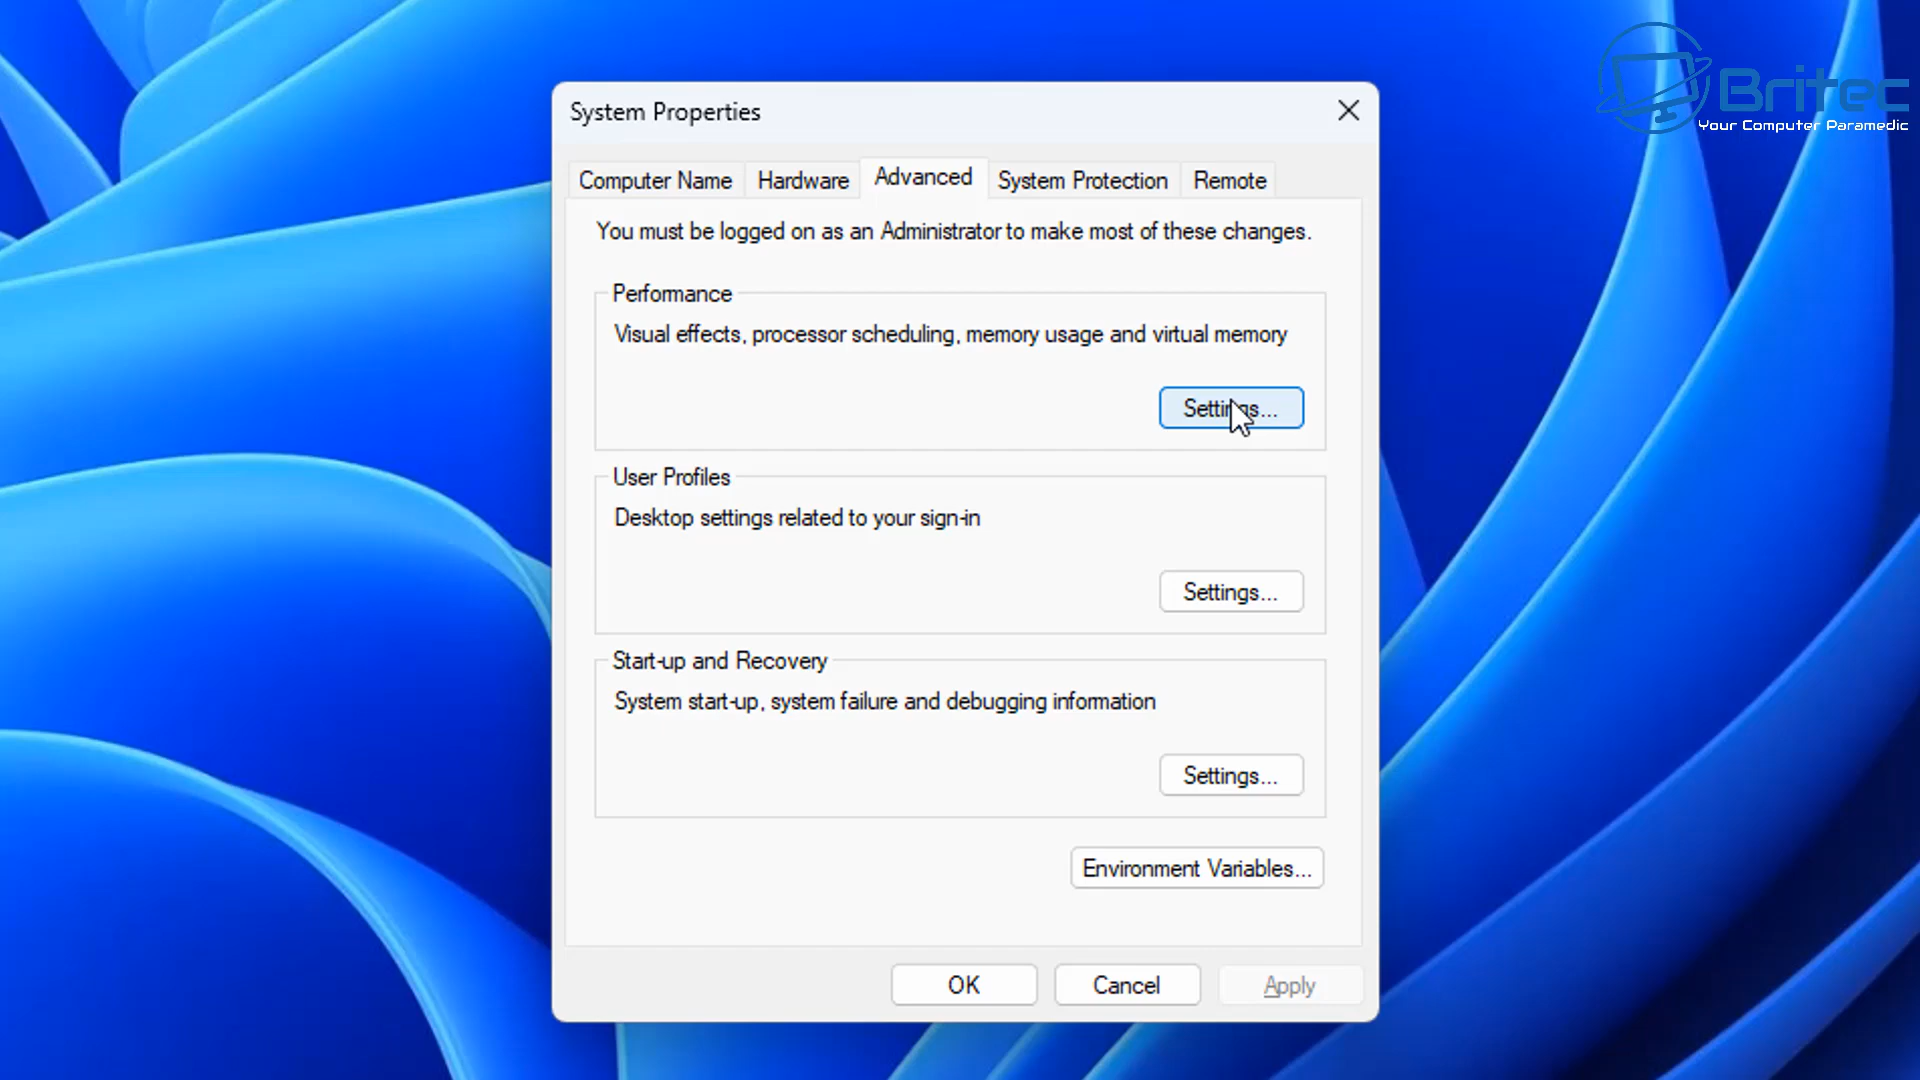 Britec
Your Computer Paramedic
System Properties
Computer Name
Hardware
Advanced
System Protection
Remote
You must be logged on as an Administrator to make most of these changes.
Performance
Visual effects, processor scheduling, memory usage and virtual memory
Settings...
User Profiles
Desktop settings related to your sign-in
Settings...
Start-up and Recovery
System start-up, system failure and debugging information
Settings...
Environment Variables...
OK
Cancel
Apply